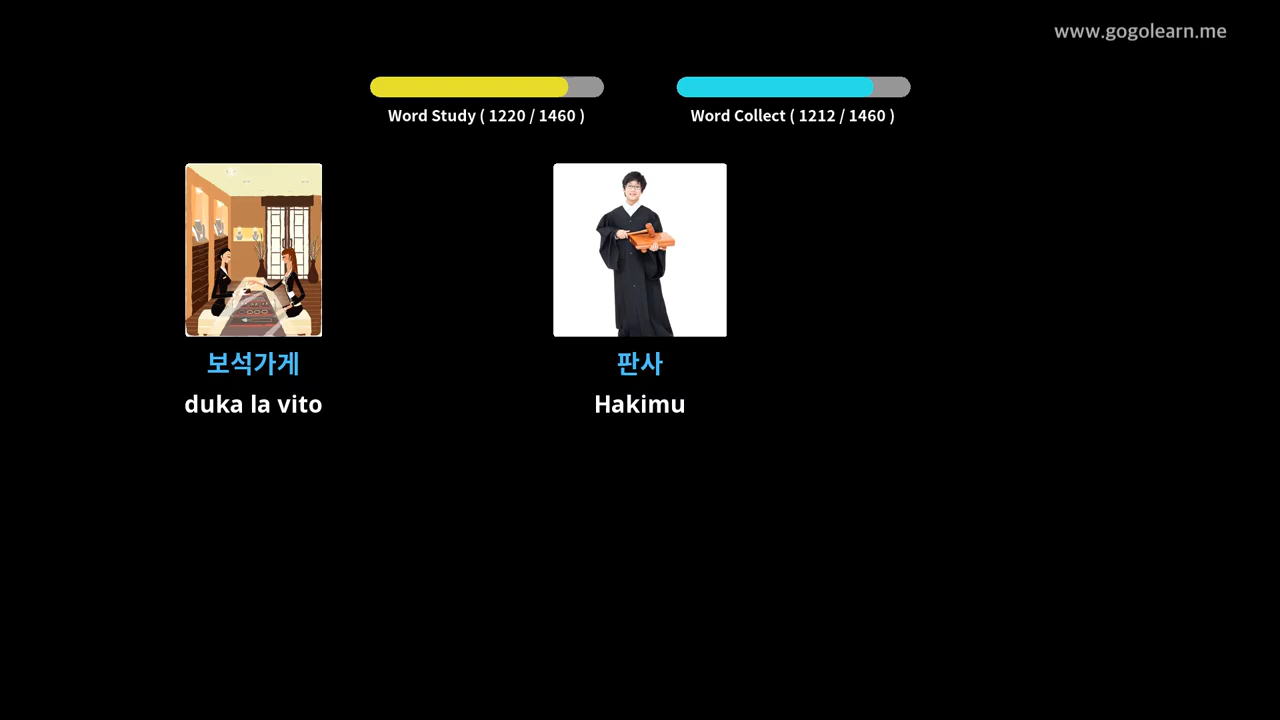 www.gogolearn.me
Word Study ( 1220 / 1460 )
Word Collect ( 1212 / 1460 )
보석가게
duka la vito
판사
Hakimu